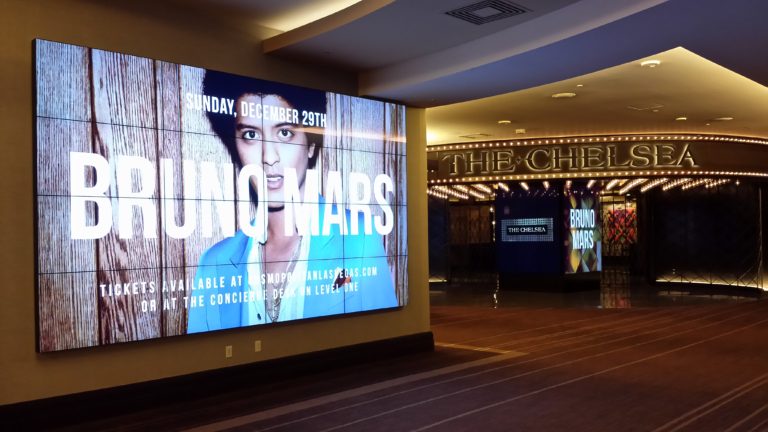 SUNDAY, DECEMBER 29TH
BRUNO MARS
TICKETS AVAILABLE AT COSMOPOLITANLASVEGAS.COM
OR AT THE CONCIERGE DESK ON LEVEL ONE
THE CHELSEA
THE CHELSEA
BRUNO
MARS